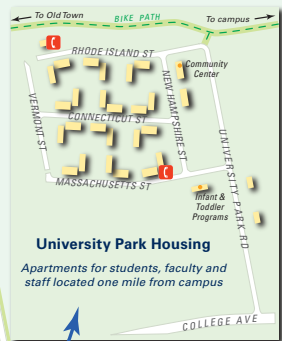 To Old Town
BIKE PATH
To campus
RHODE ISLAND ST
Community
Center
NEW HAMPSHIRE ST
VERMONT ST
CONNECTICUT ST
UNIVERSITY PARK RD
MASSACHUSETTS ST
Infant &
Toddler
Programs
University Park Housing
Apartments for students, faculty and
staff located one mile from campus
COLLEGE AVE